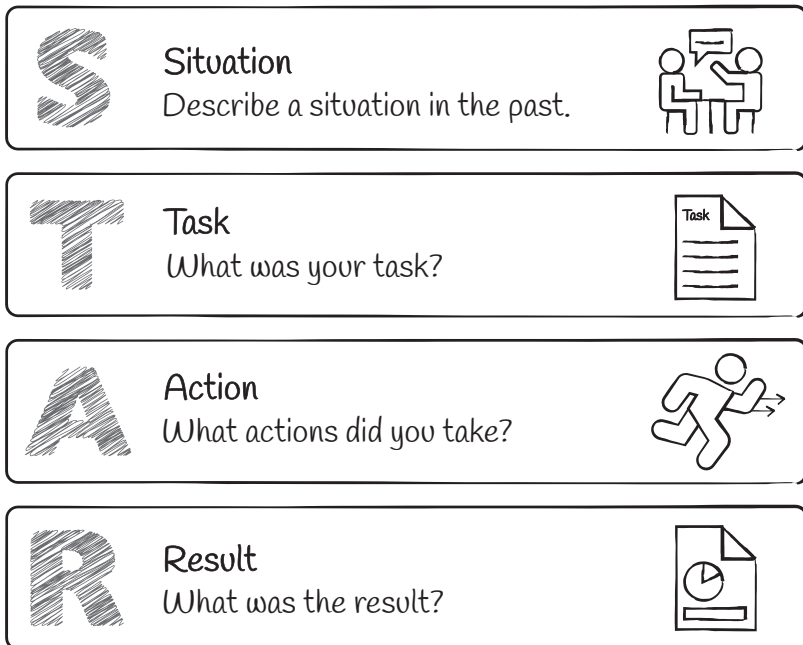 S
Situation
Describe a situation in the past.
T
Task
What was your task?
Task
A
Action
What actions did you take?
R
Result
What was the result?